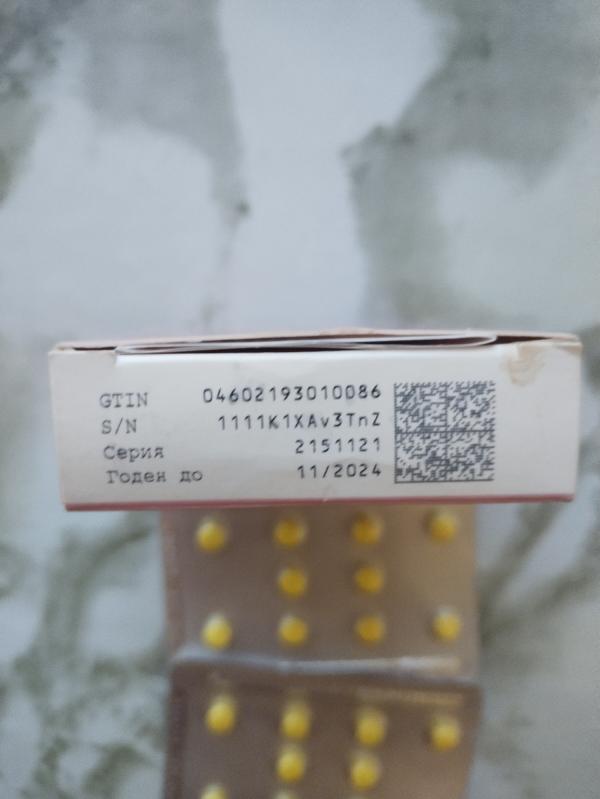 GTIN 04602193010086
S/N 1111K1XAv3TnZ
Серия 2151121
Годен до 11/2024